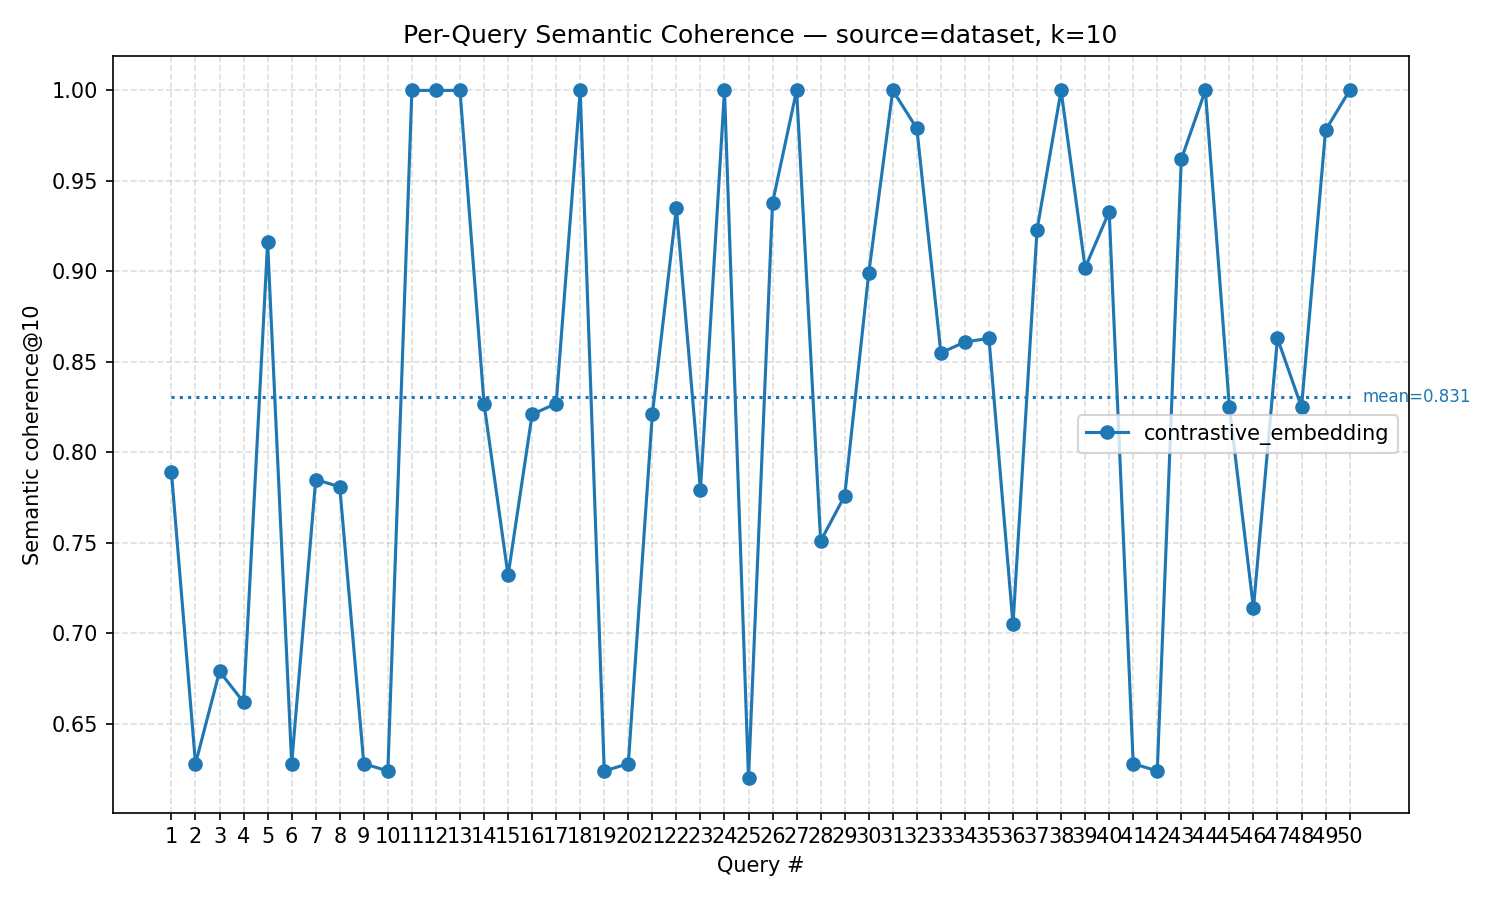 Per-Query Semantic Coherence — source=dataset, k=10
Semantic coherence@10
1.00
0.95
0.90
0.85
0.80
0.75
0.70
0.65
mean=0.831
contrastive_embedding
1 2 3 4 5 6 7 8 9 10 11 12 13 14 15 16 17 18 19 20 21 22 23 24 25 26 27 28 29 30 31 32 33 34 35 36 37 38 39 40 41 42 43 44 45 46 47 48 49 50
Query #